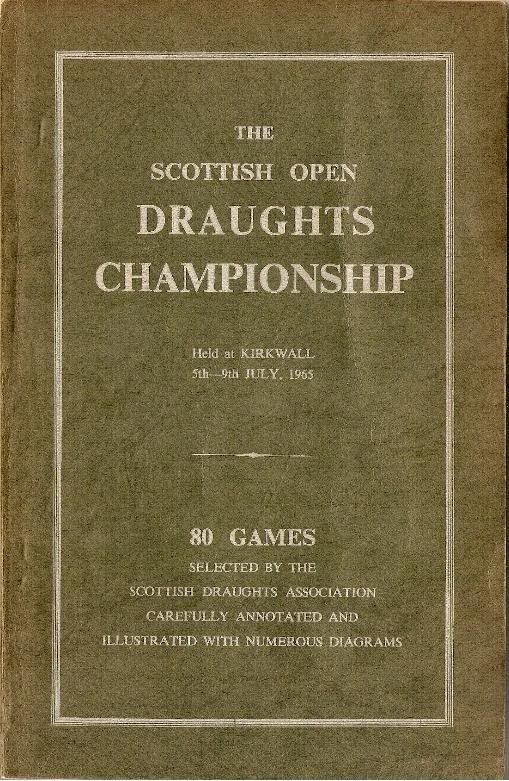 THE
SCOTTISH OPEN
DRAUGHTS
CHAMPIONSHIP
Held at KIRKWALL
5th—9th JULY, 1965
80 GAMES
SELECTED BY THE
SCOTTISH DRAUGHTS ASSOCIATION
CAREFULLY ANNOTATED AND
ILLUSTRATED WITH NUMEROUS DIAGRAMS